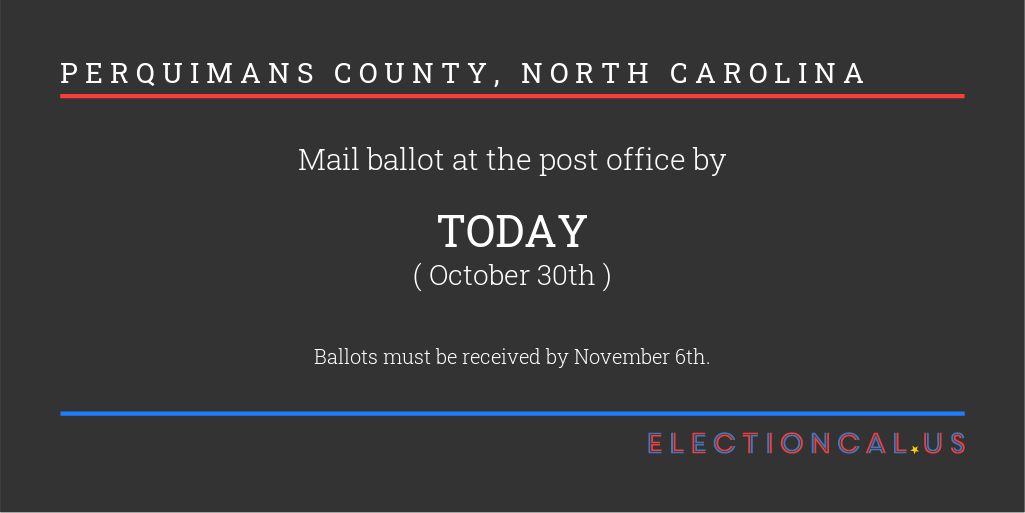 PERQUIMANS COUNTY, NORTH CAROLINA
Mail ballot at the post office by
TODAY
( October 30th )
Ballots must be received by November 6th.
ELECTIONCAL.US